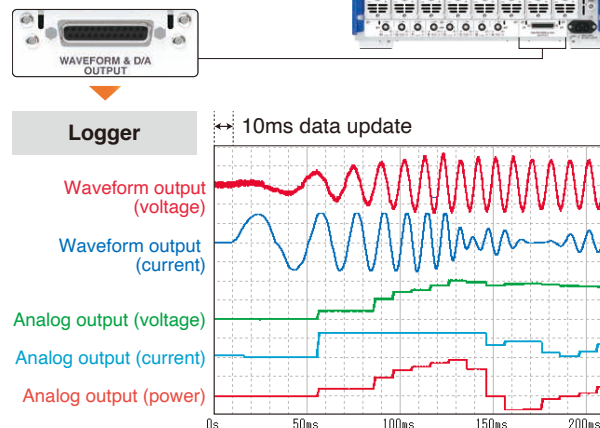 WAVEFORM & D/A
OUTPUT
Logger
10ms data update
Waveform output
(voltage)
Waveform output
(current)
Analog output (voltage)
Analog output (current)
Analog output (power)
0s 50ms 100ms 150ms 200ms